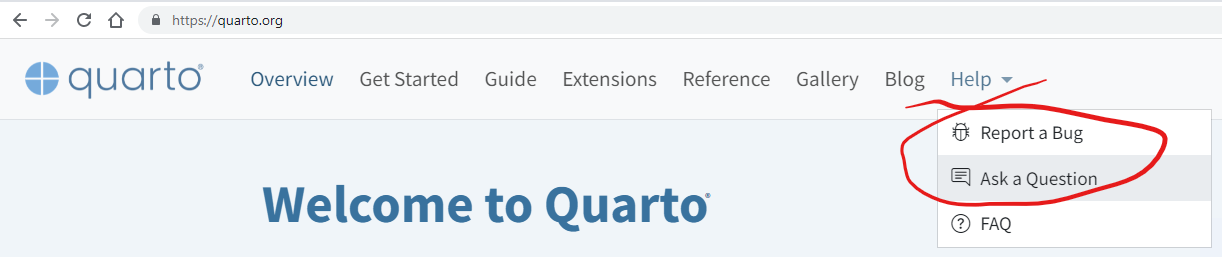 https://quarto.org
quarto®
Overview Get Started Guide Extensions Reference Gallery Blog Help
Report a Bug
Ask a Question
Welcome to Quarto®
FAQ